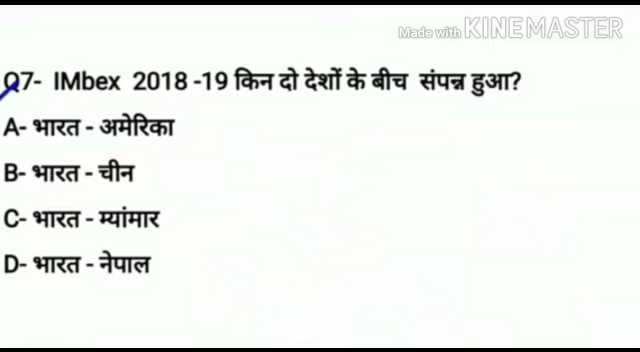 Made with KINEMASTER
Q7- IMbex 2018 -19 किन दो देशों के बीच संपन्न हुआ?
A- भारत - अमेरिका
B- भारत - चीन
C- भारत - म्यांमार
D- भारत - नेपाल